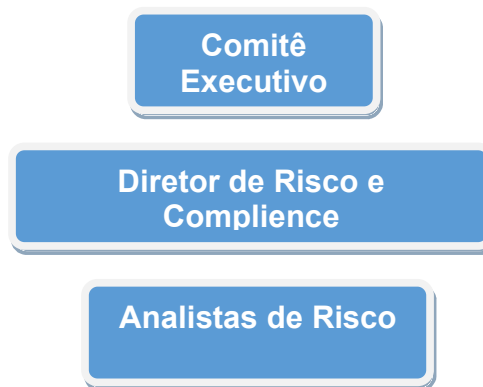 Comitê
Executivo
Diretor de Risco e
Complience
Analistas de Risco